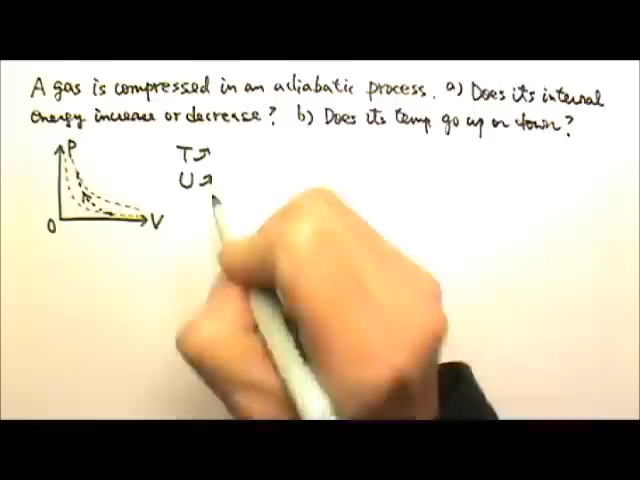 A gas is compressed in an adiabatic process. a) Does its internal
energy increase or decrease? b) Does its temp go up or down?
P
T↗
U↗
O
V